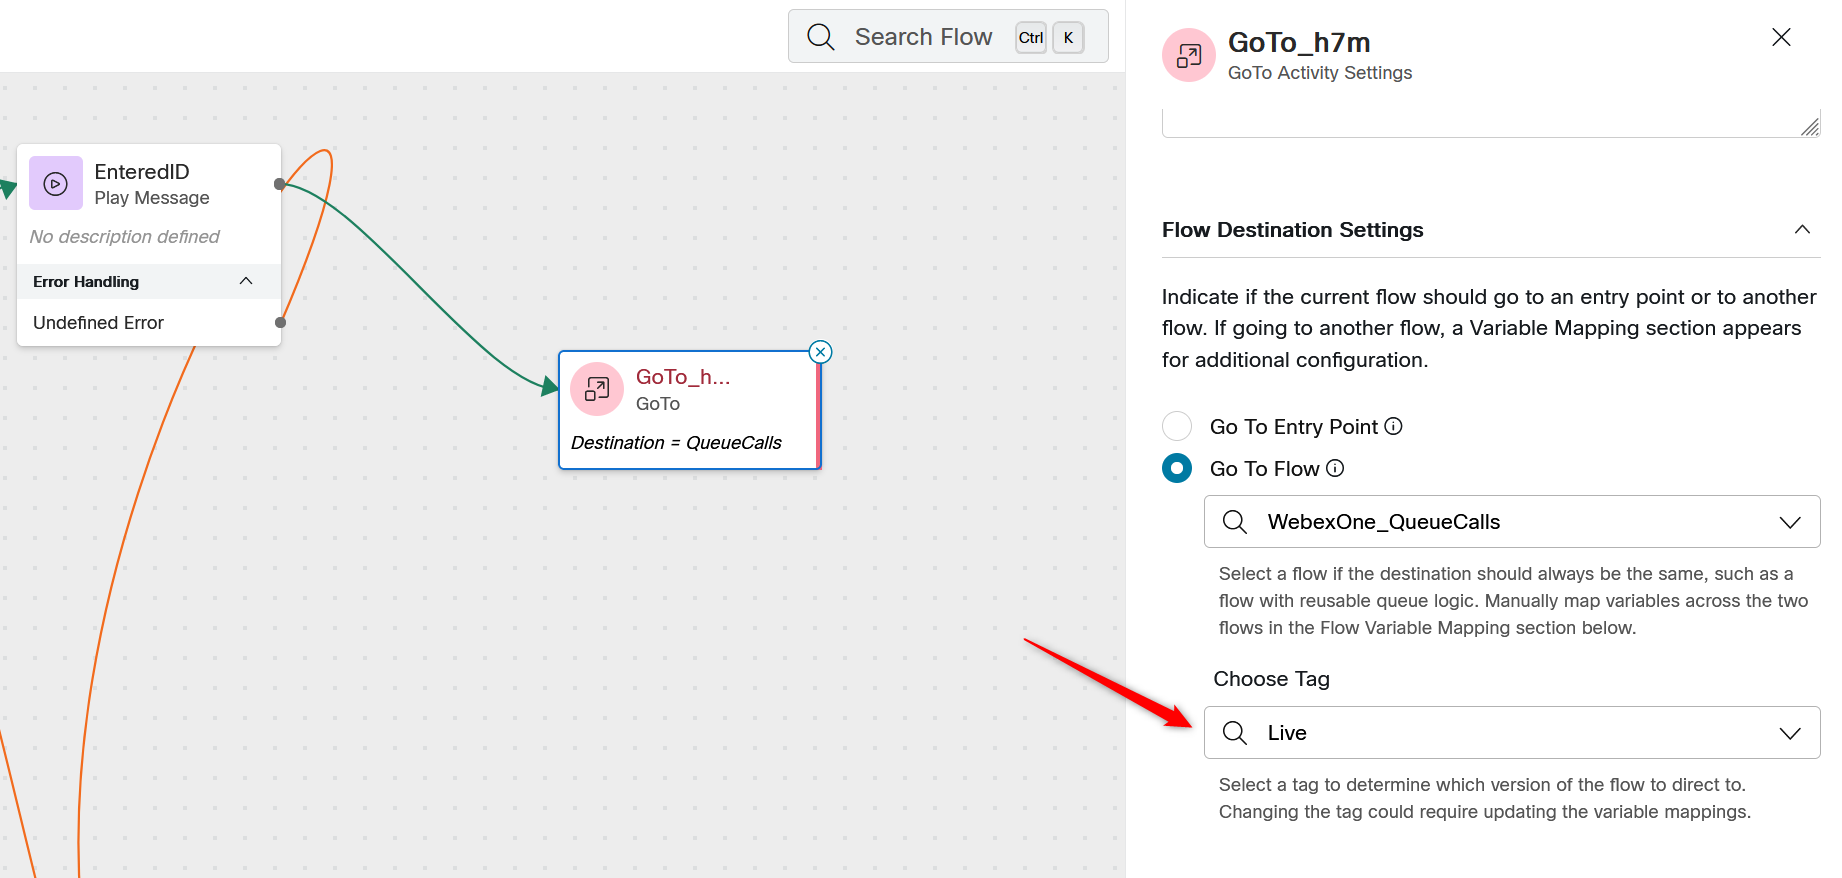 Search Flow Ctrl K
EnteredID
Play Message
No description defined
Error Handling
Undefined Error
GoTo_h...
GoTo
Destination = QueueCalls
GoTo_h7m
GoTo Activity Settings
Flow Destination Settings
Indicate if the current flow should go to an entry point or to another
flow. If going to another flow, a Variable Mapping section appears
for additional configuration.
Go To Entry Point
Go To Flow
WebexOne_QueueCalls
Select a flow if the destination should always be the same, such as a
flow with reusable queue logic. Manually map variables across the two
flows in the Flow Variable Mapping section below.
Choose Tag
Live
Select a tag to determine which version of the flow to direct to.
Changing the tag could require updating the variable mappings.